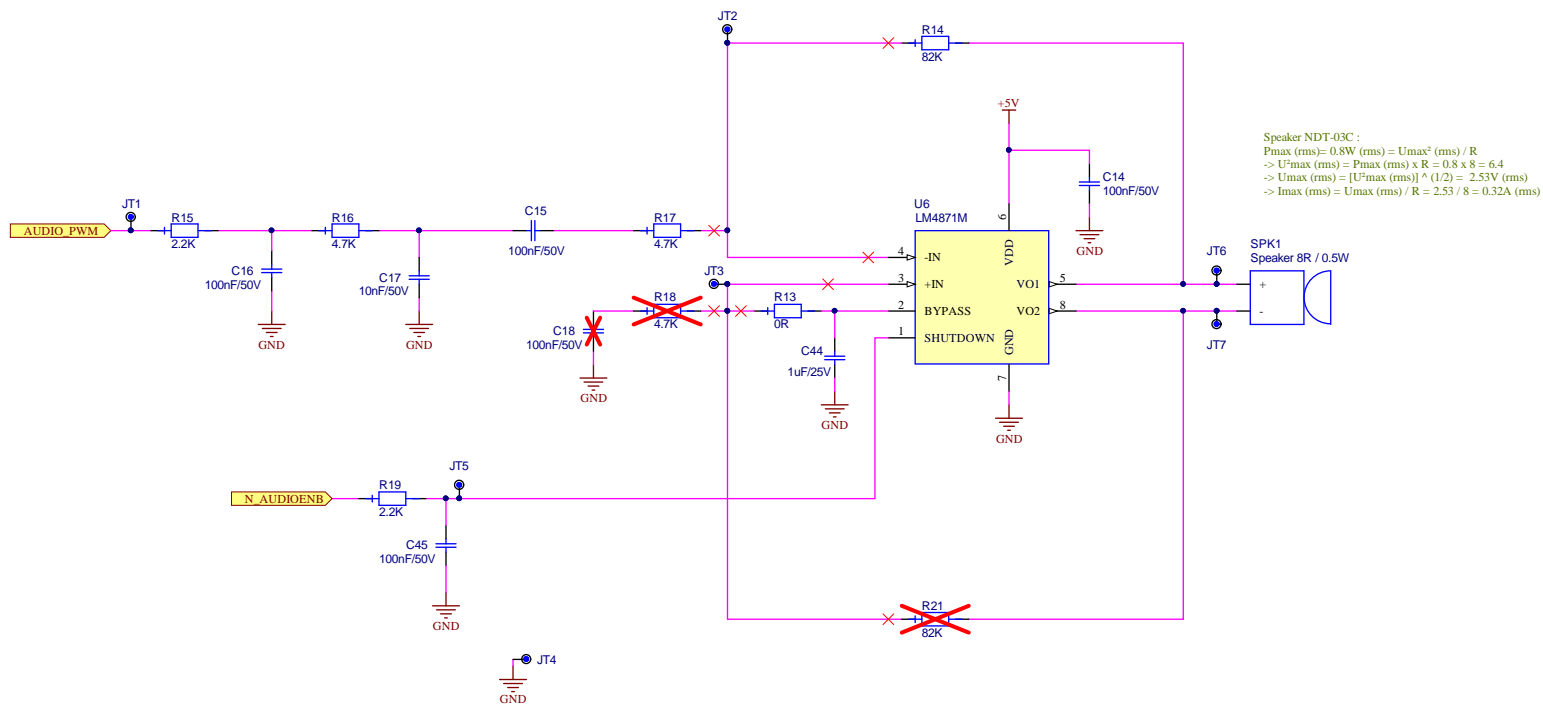 JT2
R14
82K
+5V
Speaker NDT-03C :
Pmax (rms)= 0.8W (rms) = Umax² (rms) / R
-> U²max (rms) = Pmax (rms) x R = 0.8 x 8 = 6.4
-> Umax (rms) = [U²max (rms)] ^ (1/2) =  2.53V (rms)
-> Imax (rms) = Umax (rms) / R = 2.53 / 8 = 0.32A (rms)
C14
100nF/50V
GND
JT1
AUDIO_PWM
R15
2.2K
R16
4.7K
C15
100nF/50V
R17
4.7K
U6
LM4871M
C16
100nF/50V
GND
C17
10nF/50V
GND
JT3
R18
4.7K
C18
100nF/50V
GND
R13
0R
C44
1uF/25V
GND
6
VDD
4
-IN
3
+IN
2
BYPASS
1
SHUTDOWN
VO1
5
VO2
8
GND
7
GND
JT6
JT7
SPK1
Speaker 8R / 0.5W
+
-
JT5
N_AUDIOENB
R19
2.2K
C45
100nF/50V
GND
R21
82K
JT4
GND